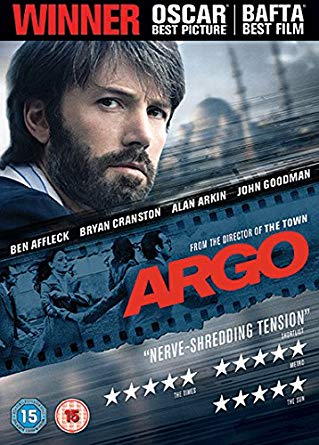 WINNER
OSCAR®
BEST PICTURE
BAFTA
BEST FILM
BEN AFFLECK BRYAN CRANSTON ALAN ARKIN JOHN GOODMAN
FROM THE DIRECTOR OF THE TOWN
ARGO
"NERVE-SHREDDING TENSION"
SHORTLIST
★★★★★
METRO
★★★★★
THE TIMES
★★★★★
THE SUN
15
15